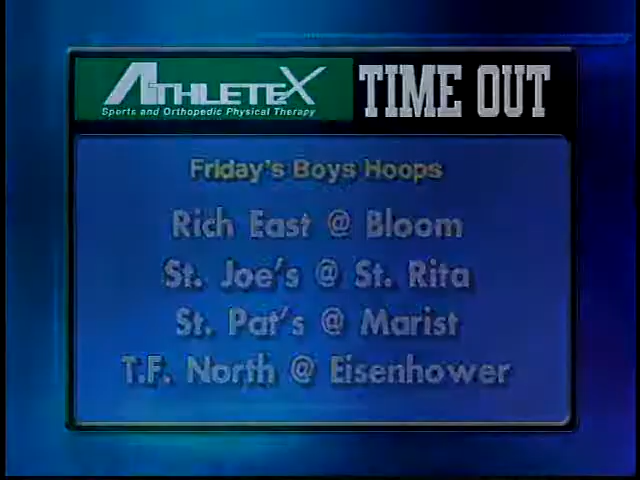 ATHLETEX
Sports and Orthopedic Physical Therapy
TIME OUT
Friday's Boys Hoops
Rich East @ Bloom
St. Joe's @ St. Rita
St. Pat's @ Marist
T.F. North @ Eisenhower